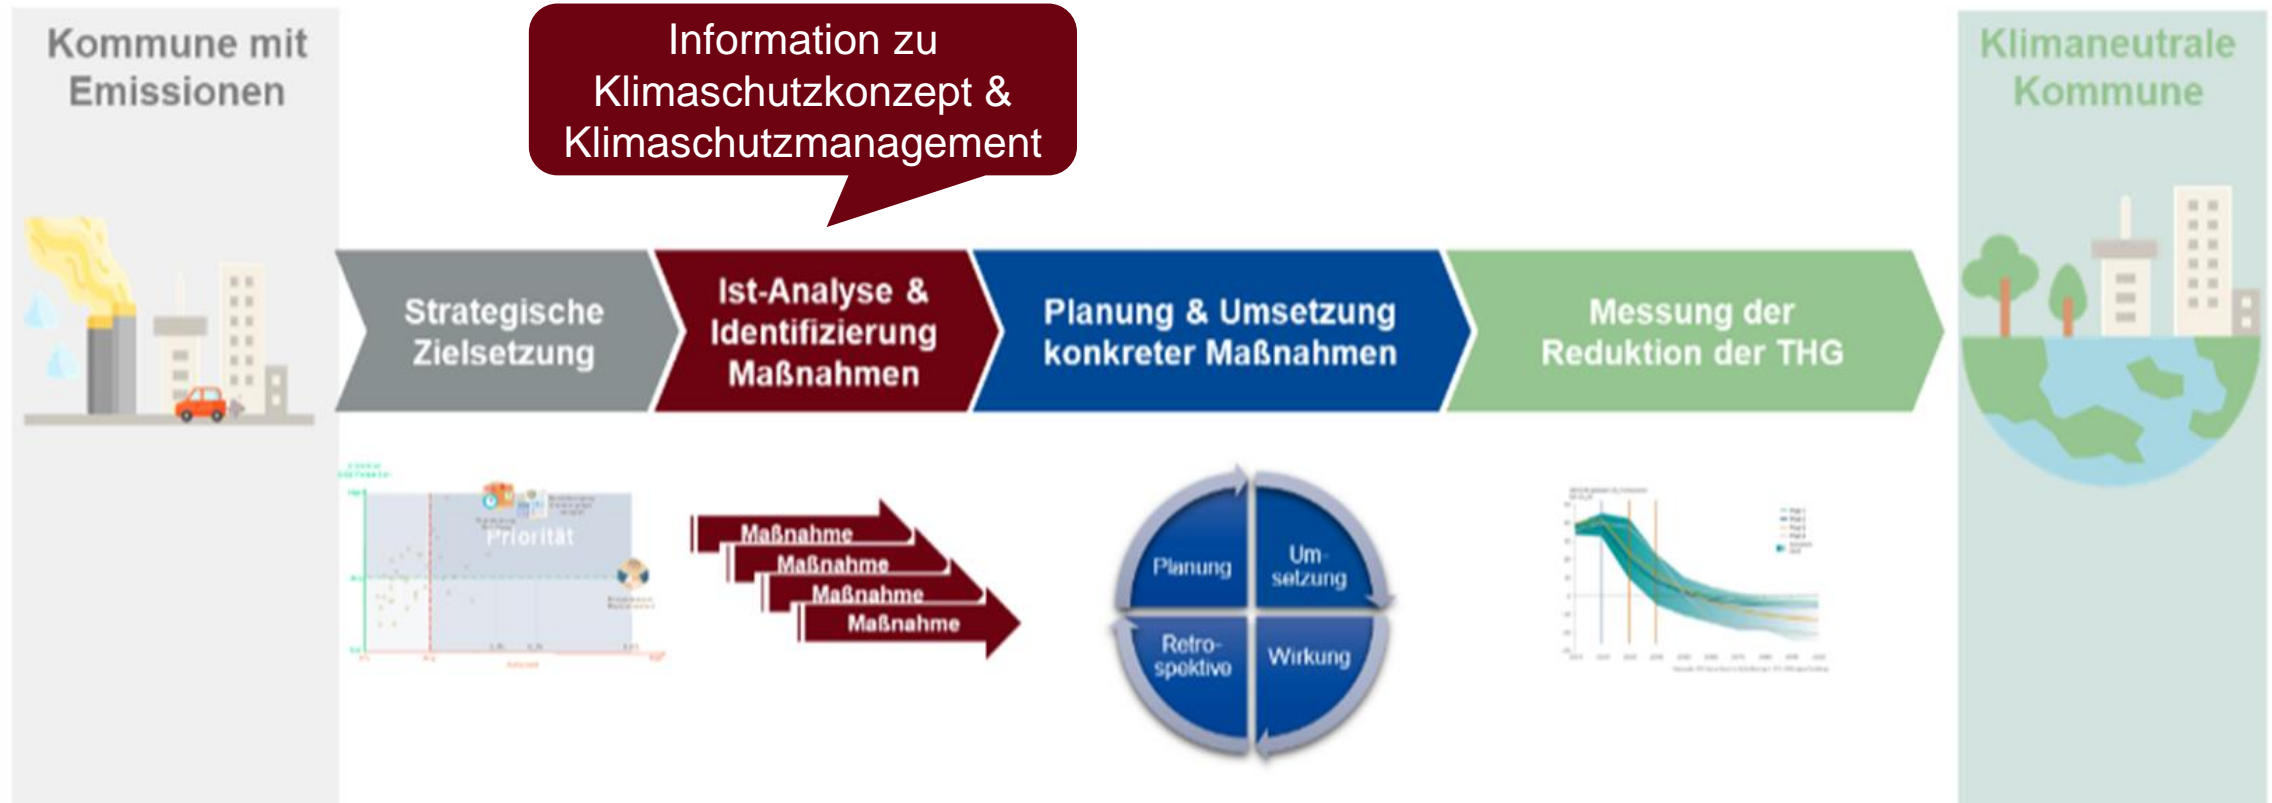 Kommune mit
Emissionen
Information zu
Klimaschutzkonzept &
Klimaschutzmanagement
Klimaneutrale
Kommune
Strategische
Zielsetzung
Ist-Analyse &
Identifizierung
Maßnahmen
Planung & Umsetzung
konkreter Maßnahmen
Messung der
Reduktion der THG
Priorität
Maßnahme
Maßnahme
Maßnahme
Maßnahme
Planung
Um-
setzung
Retro-
spektive
Wirkung